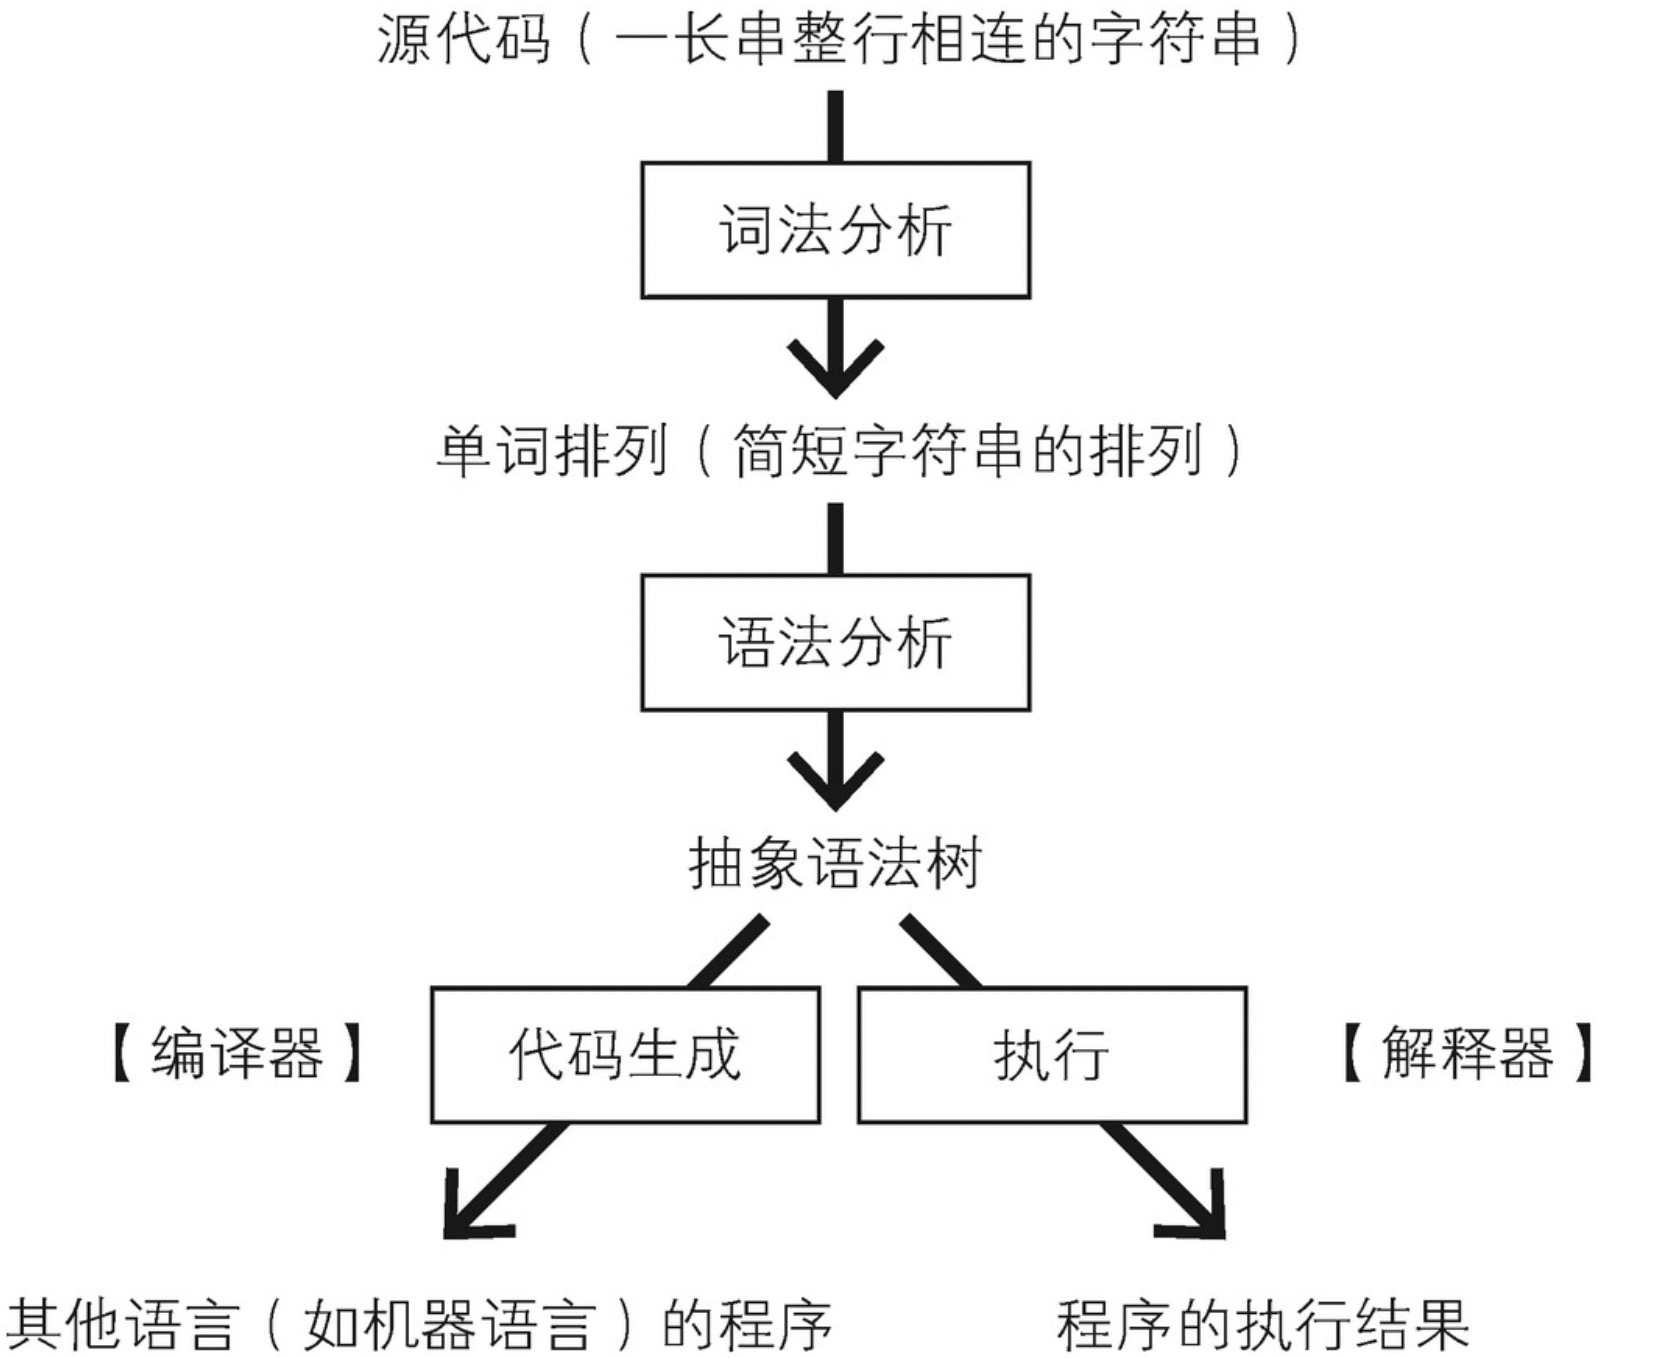 源代码（一长串整行相连的字符串）
词法分析
单词排列（简短字符串的排列）
语法分析
抽象语法树
【编译器】
代码生成
执行
【解释器】
其他语言（如机器语言）的程序
程序的执行结果